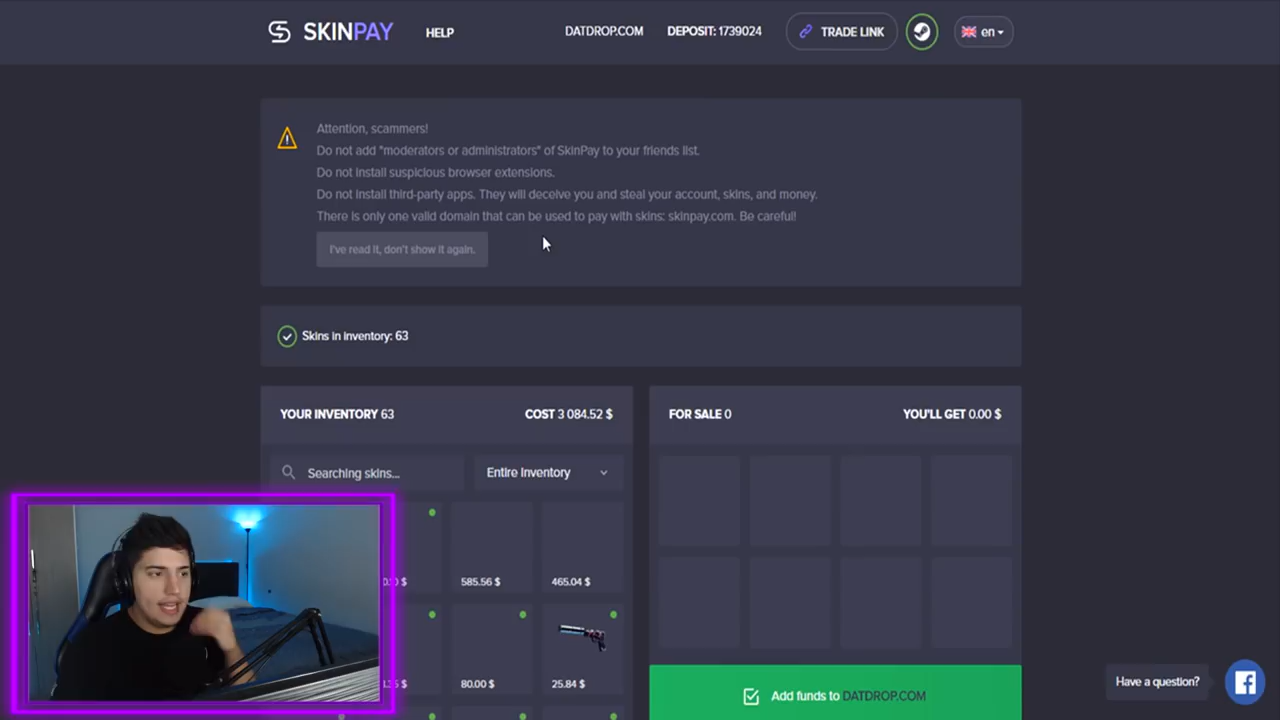 SKINPAY
HELP
DATDROP.COM
DEPOSIT: 1739024
TRADE LINK
en
Attention, scammers!
Do not add "moderators or administrators" of SkinPay to your friends list.
Do not install suspicious browser extensions.
Do not install third-party apps. They will deceive you and steal your account, skins, and money.
There is only one valid domain that can be used to pay with skins: skinpay.com. Be careful!
I've read it, don't show it again.
Skins in inventory: 63
YOUR INVENTORY 63
COST 3 084.52 $
FOR SALE 0
YOU'LL GET 0.00 $
Searching skins...
Entire Inventory
585.56 $
465.04 $
80.00 $
25.84 $
Add funds to DATDROP.COM
Have a question?